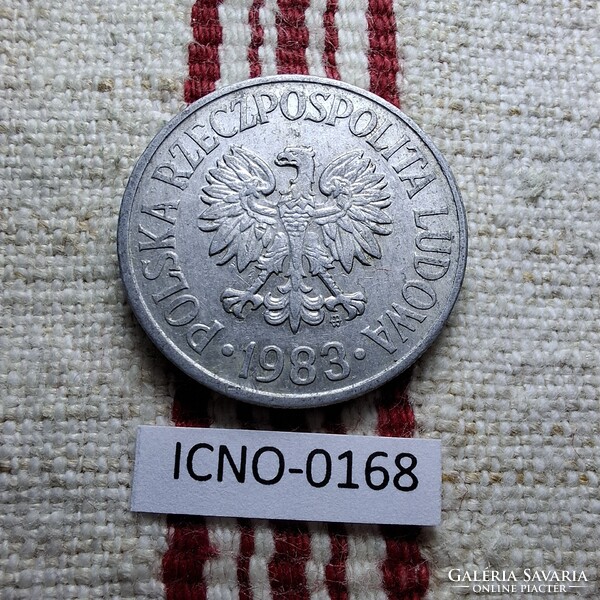 POLSKA RZECZPOSPOLITA LUDOWA
· 1983 ·
ICNO-0168
GALÉRIA SAVARIA
ONLINE PIACTÉR